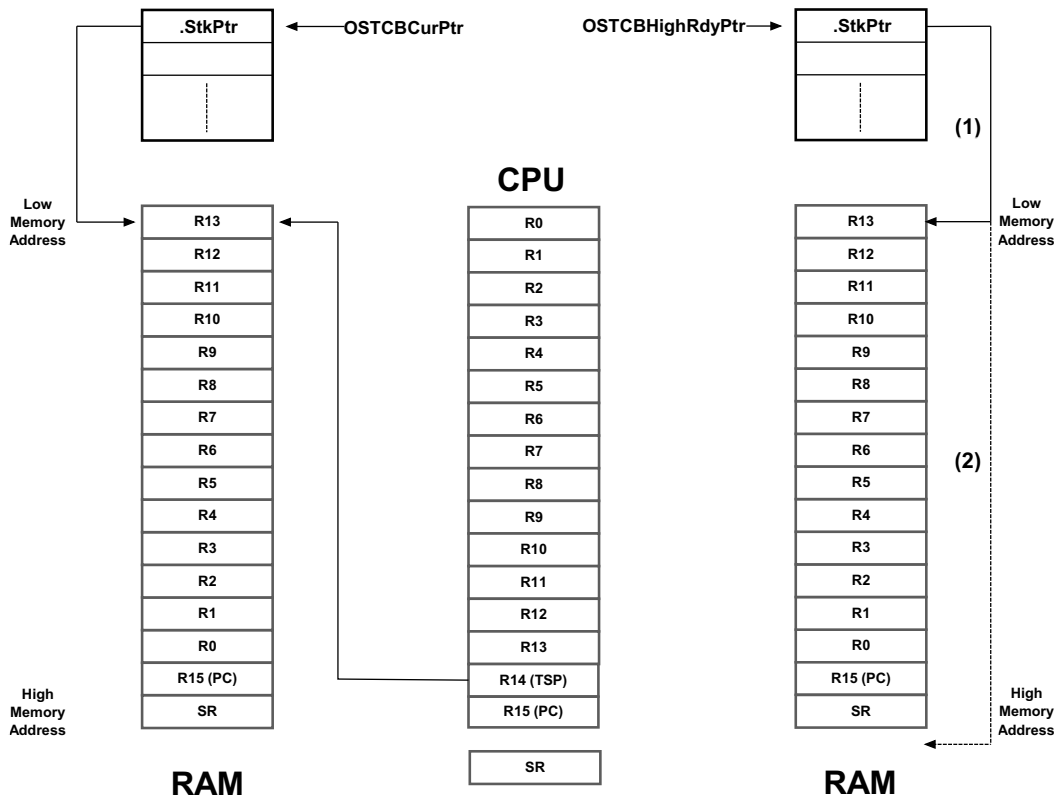 .StkPtr
OSTCBCurPtr
OSTCBHighRdyPtr
.StkPtr
(1)
CPU
Low
Memory
Address
R13
R12
R11
R10
R9
R8
R7
R6
R5
R4
R3
R2
R1
R0
R15 (PC)
SR
High
Memory
Address
RAM
R0
R1
R2
R3
R4
R5
R6
R7
R8
R9
R10
R11
R12
R13
R14 (TSP)
R15 (PC)
SR
R13
R12
R11
R10
R9
R8
R7
R6
R5
R4
R3
R2
R1
R0
R15 (PC)
SR
RAM
Low
Memory
Address
(2)
High
Memory
Address